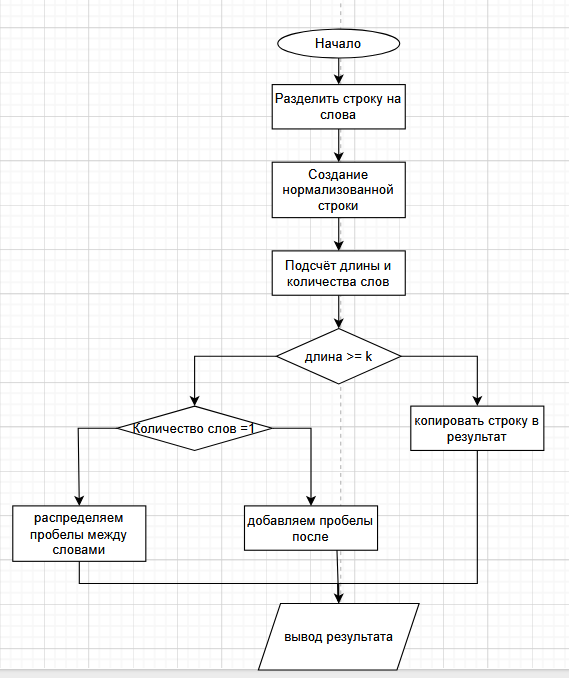 Начало
Разделить строку на
слова
Создание
нормализованной
строки
Подсчёт длины и
количества слов
длина >= k
Количество слов =1
копировать строку в
результат
распределяем
пробелы между
словами
добавляем пробелы
после
вывод результата